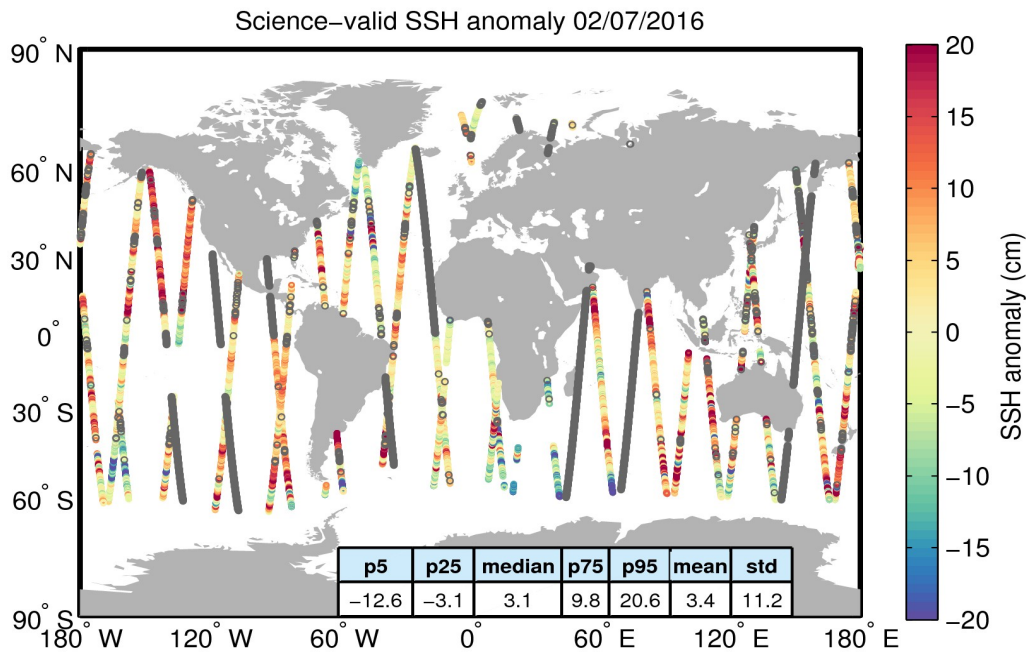 Science−valid SSH anomaly 02/07/2016
90° N
60° N
30° N
0°
30° S
60° S
90° S
180° W
120° W
60° W
0°
60° E
120° E
180° E
p5 p25 median p75 p95 mean std
−12.6 −3.1 3.1 9.8 20.6 3.4 11.2
20
15
10
5
0
−5
−10
−15
−20
SSH anomaly (cm)